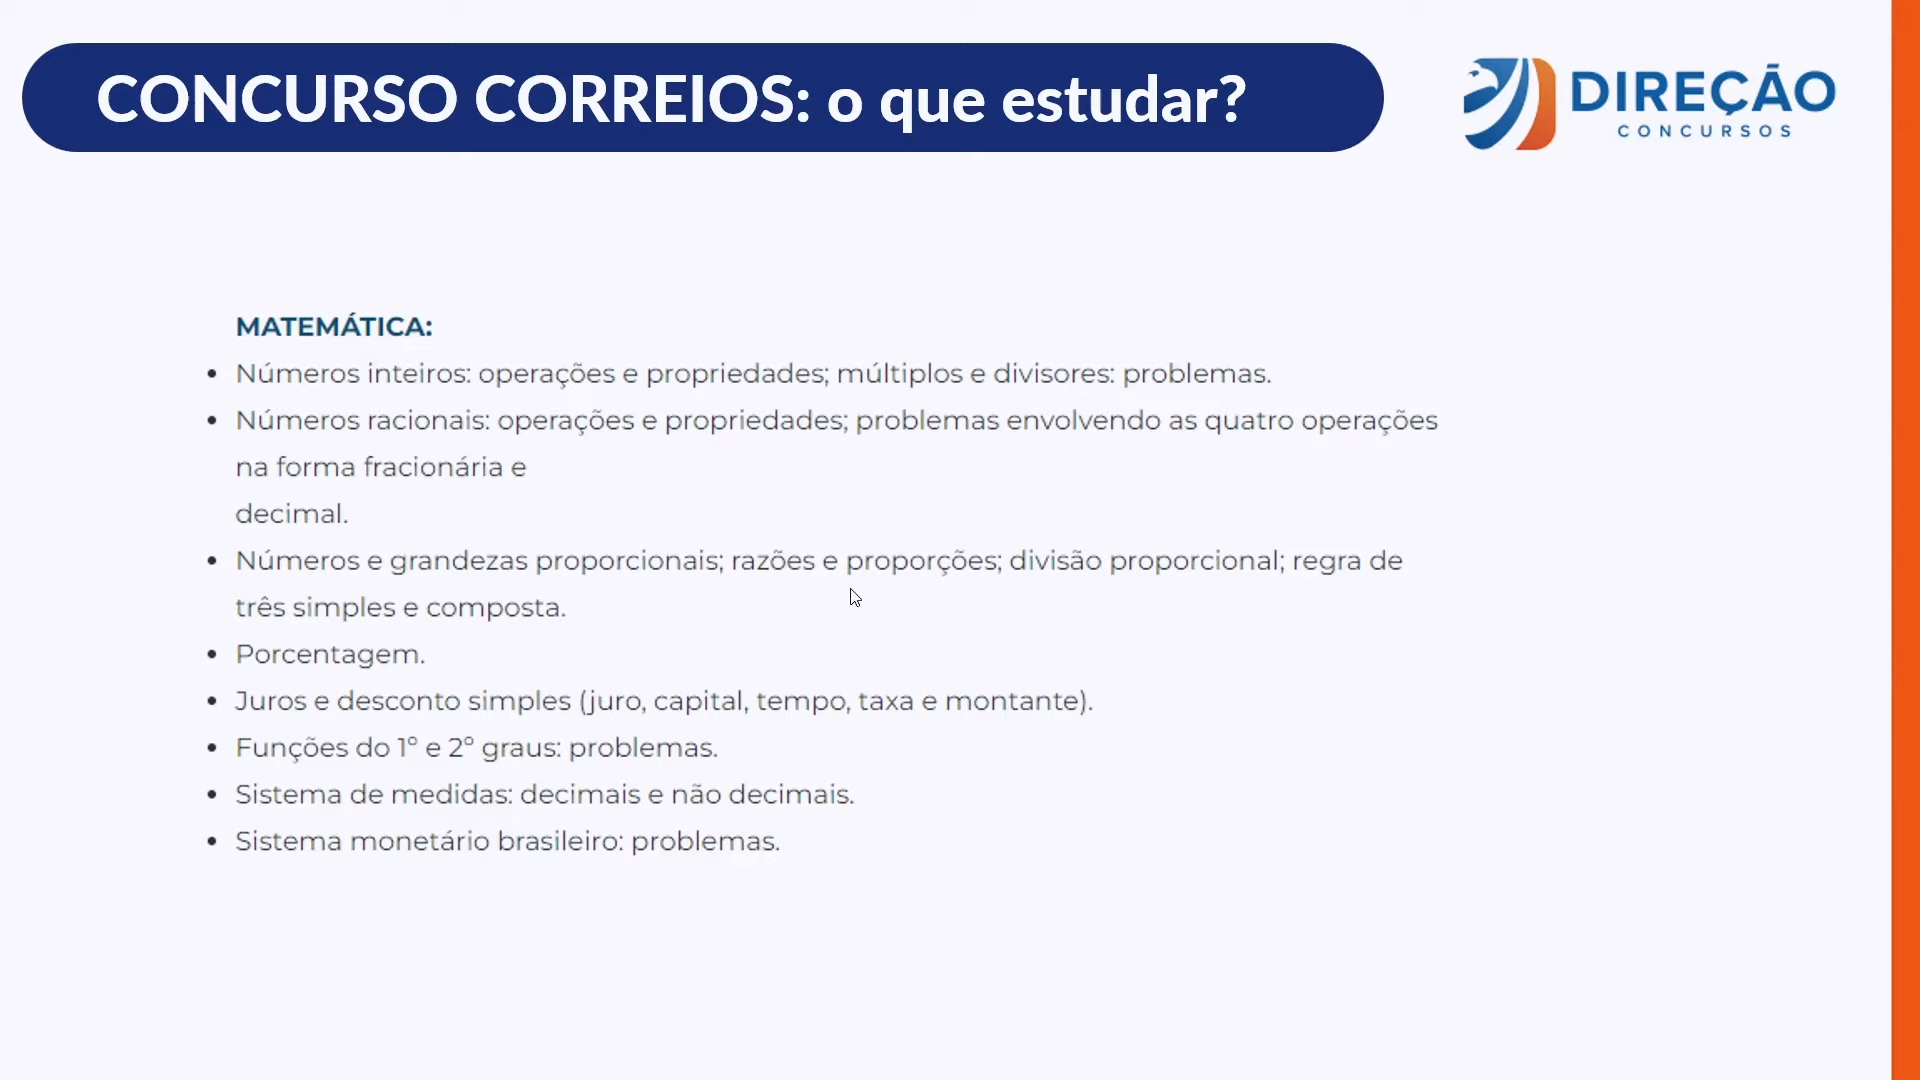 CONCURSO CORREIOS: o que estudar?
DIREÇÃO
CONCURSOS
MATEMÁTICA:
• Números inteiros: operações e propriedades; múltiplos e divisores: problemas.
• Números racionais: operações e propriedades; problemas envolvendo as quatro operações
na forma fracionária e
decimal.
• Números e grandezas proporcionais; razões e proporções; divisão proporcional; regra de
três simples e composta.
• Porcentagem.
• Juros e desconto simples (juro, capital, tempo, taxa e montante).
• Funções do 1º e 2º graus: problemas.
• Sistema de medidas: decimais e não decimais.
• Sistema monetário brasileiro: problemas.